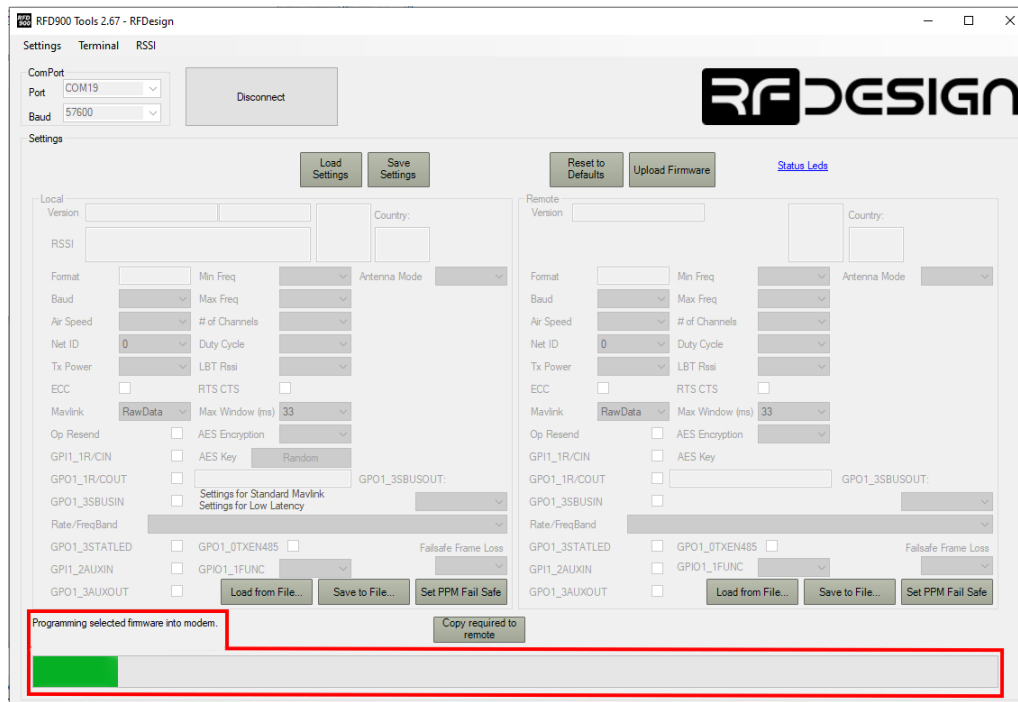 RFD900 Tools 2.67 - RFDesign
Settings Terminal RSSI
ComPort
Port COM19
Baud 57600
Disconnect
RFDESIGN
Settings
Load Settings
Save Settings
Reset to Defaults
Upload Firmware
Status Leds
Local
Version
Country:
RSSI
Format Min Freq Antenna Mode
Baud Max Freq
Air Speed # of Channels
Net ID 0 Duty Cycle
Tx Power LBT Rssi
ECC RTS CTS
Mavlink RawData Max Window (ms) 33
Op Resend AES Encryption
GPI1_1R/CIN AES Key Random
GPO1_1R/COUT GPO1_3SBUSOUT:
GPO1_3SBUSIN Settings for Standard Mavlink
Settings for Low Latency
Rate/FreqBand
GPO1_3STATLED GPO1_0TXEN485 Failsafe Frame Loss
GPI1_2AUXIN GPIO1_1FUNC
GPO1_3AUXOUT Load from File... Save to File... Set PPM Fail Safe
Remote
Version
Country:
Format Min Freq Antenna Mode
Baud Max Freq
Air Speed # of Channels
Net ID 0 Duty Cycle
Tx Power LBT Rssi
ECC RTS CTS
Mavlink RawData Max Window (ms) 33
Op Resend AES Encryption
GPI1_1R/CIN AES Key
GPO1_1R/COUT GPO1_3SBUSOUT:
GPO1_3SBUSIN
Rate/FreqBand
GPO1_3STATLED GPO1_0TXEN485 Failsafe Frame Loss
GPI1_2AUXIN GPIO1_1FUNC
GPO1_3AUXOUT Load from File... Save to File... Set PPM Fail Safe
Programming selected firmware into modem.
Copy required to
remote